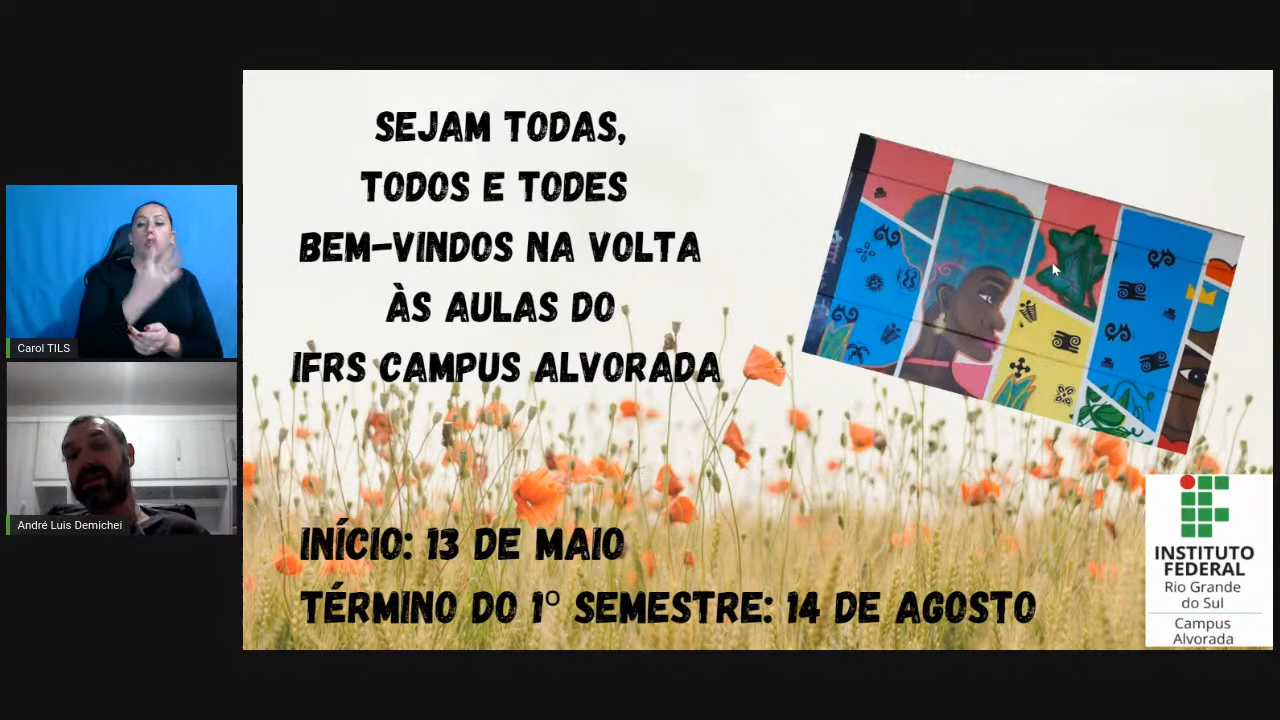 SEJAM TODAS,
TODOS E TODES
BEM-VINDOS NA VOLTA
ÀS AULAS DO
IFRS CAMPUS ALVORADA
Carol TILS
André Luis Demichei
INÍCIO: 13 DE MAIO
TÉRMINO DO 1º SEMESTRE: 14 DE AGOSTO
INSTITUTO
FEDERAL
Rio Grande
do Sul
Campus
Alvorada